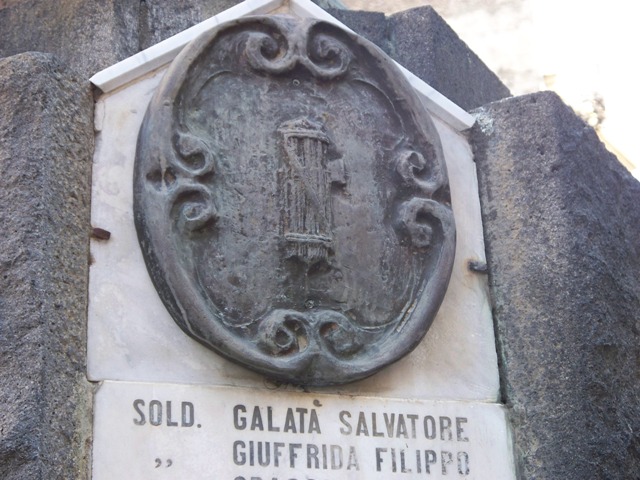 SOLD. GALATÀ SALVATORE
„ GIUFFRIDA FILIPPO